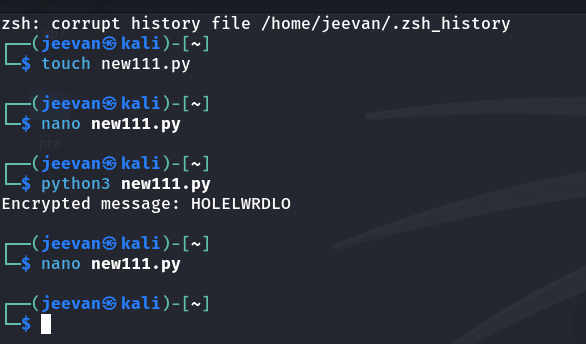 zsh: corrupt history file /home/jeevan/.zsh_history
┌──(jeevan㉿kali)-[~]
└─$ touch new111.py
┌──(jeevan㉿kali)-[~]
└─$ nano new111.py
pra
┌──(jeevan㉿kali)-[~]
└─$ python3 new111.py
Encrypted message: HOLELWRDLO
┌──(jeevan㉿kali)-[~]
└─$ nano new111.py
┌──(jeevan㉿kali)-[~]
└─$